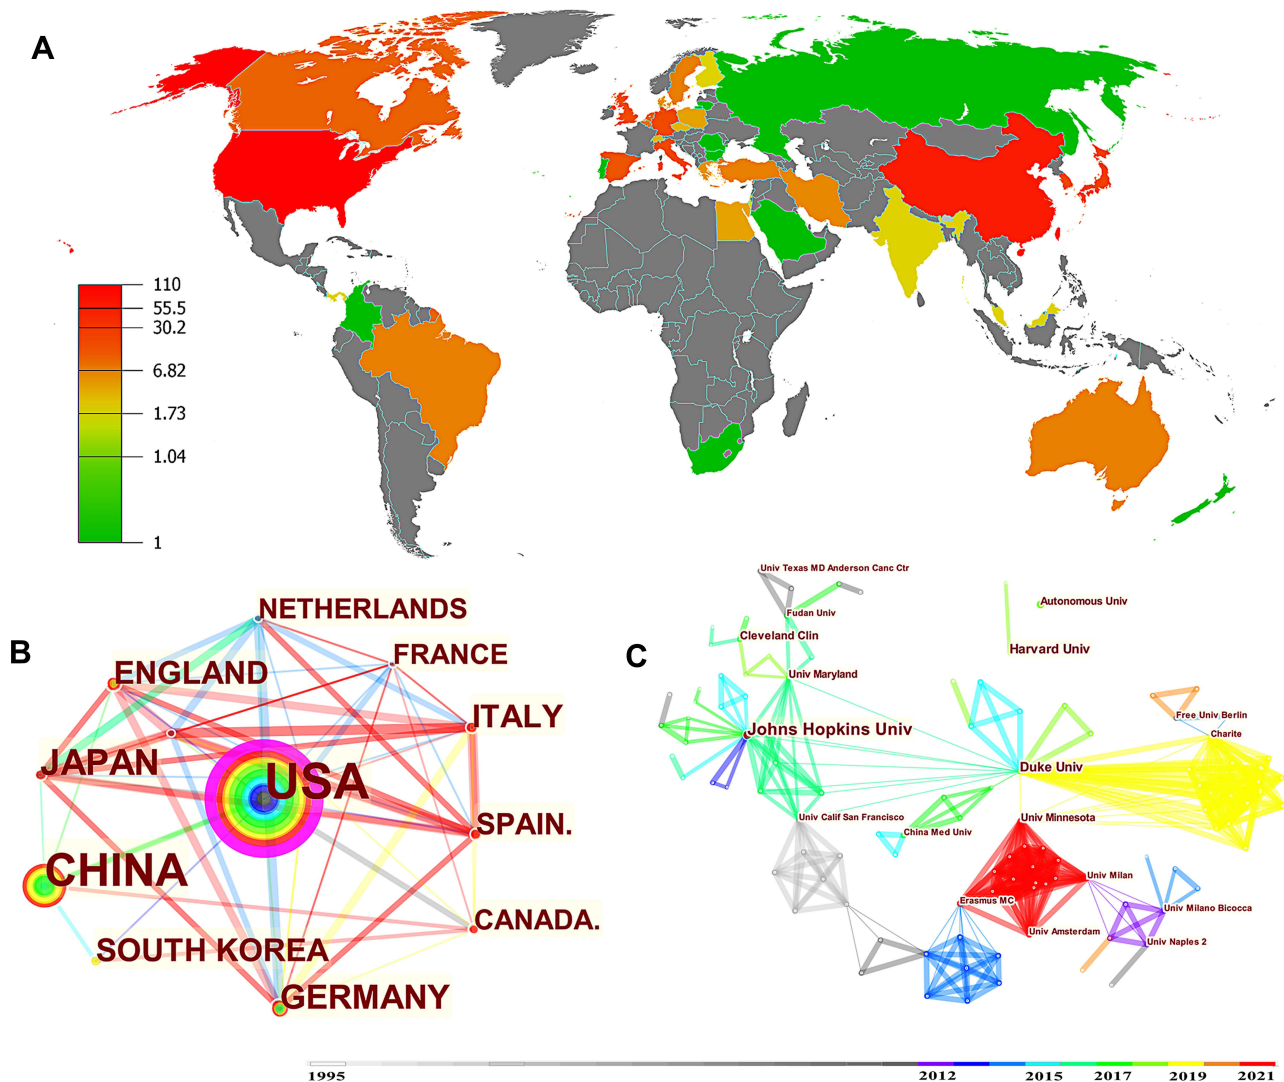 A
110
55.5
30.2
6.82
1.73
1.04
1
B
NETHERLANDS
FRANCE
ENGLAND
ITALY
JAPAN
USA
SPAIN.
CHINA
CANADA.
SOUTH KOREA
GERMANY
C
Univ Texas MD Anderson Canc Ctr
Fudan Univ
Autonomous Univ
Cleveland Clin
Harvard Univ
Univ Maryland
Johns Hopkins Univ
Free Univ Berlin
Charite
Duke Univ
Univ Calif San Francisco
Univ Minnesota
China Med Univ
Univ Milan
Erasmus MC
Univ Milano Bicocca
Univ Amsterdam
Univ Naples 2
1995
2012
2015
2017
2019
2021